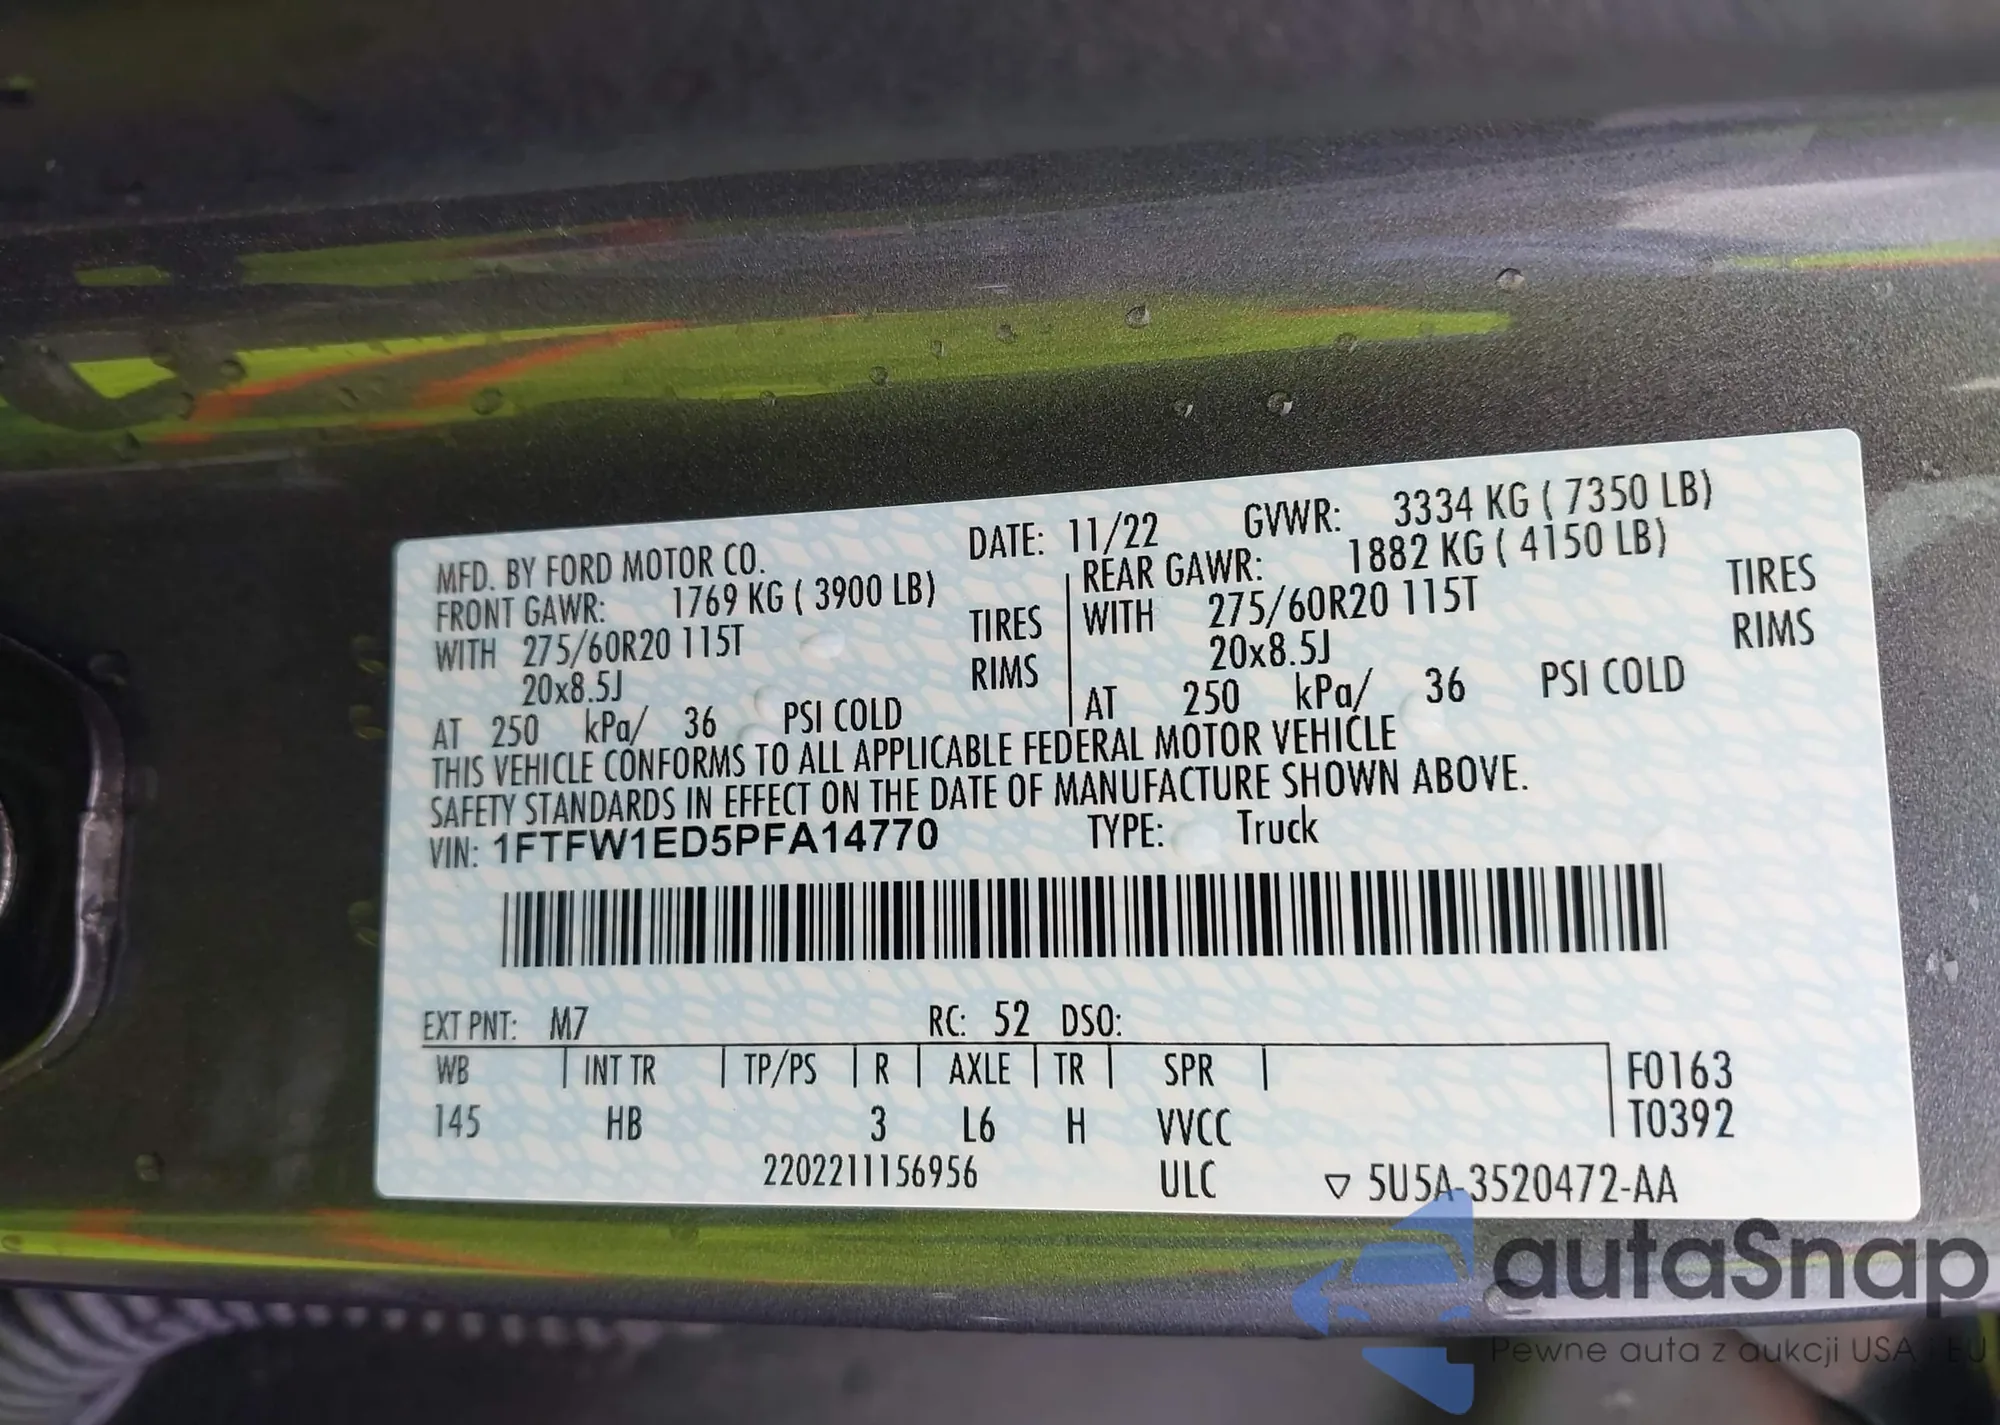 MFD. BY FORD MOTOR CO. DATE: 11/22 GVWR: 3334 KG ( 7350 LB)
FRONT GAWR: 1769 KG ( 3900 LB) REAR GAWR: 1882 KG ( 4150 LB)
WITH 275/60R20 115T TIRES WITH 275/60R20 115T TIRES
20x8.5J RIMS 20x8.5J RIMS
AT 250 kPa/ 36 PSI COLD AT 250 kPa/ 36 PSI COLD
THIS VEHICLE CONFORMS TO ALL APPLICABLE FEDERAL MOTOR VEHICLE
SAFETY STANDARDS IN EFFECT ON THE DATE OF MANUFACTURE SHOWN ABOVE.
VIN: 1FTFW1ED5PFA14770 TYPE: Truck
EXT PNT: M7 RC: 52 DSO:
WB INT TR TP/PS R AXLE TR SPR F0163
145 HB 3 L6 H VVCC T0392
2202211156956 ULC ▽ 5U5A-3520472-AA
autaSnap
Pewne auta z aukcji USA i EU